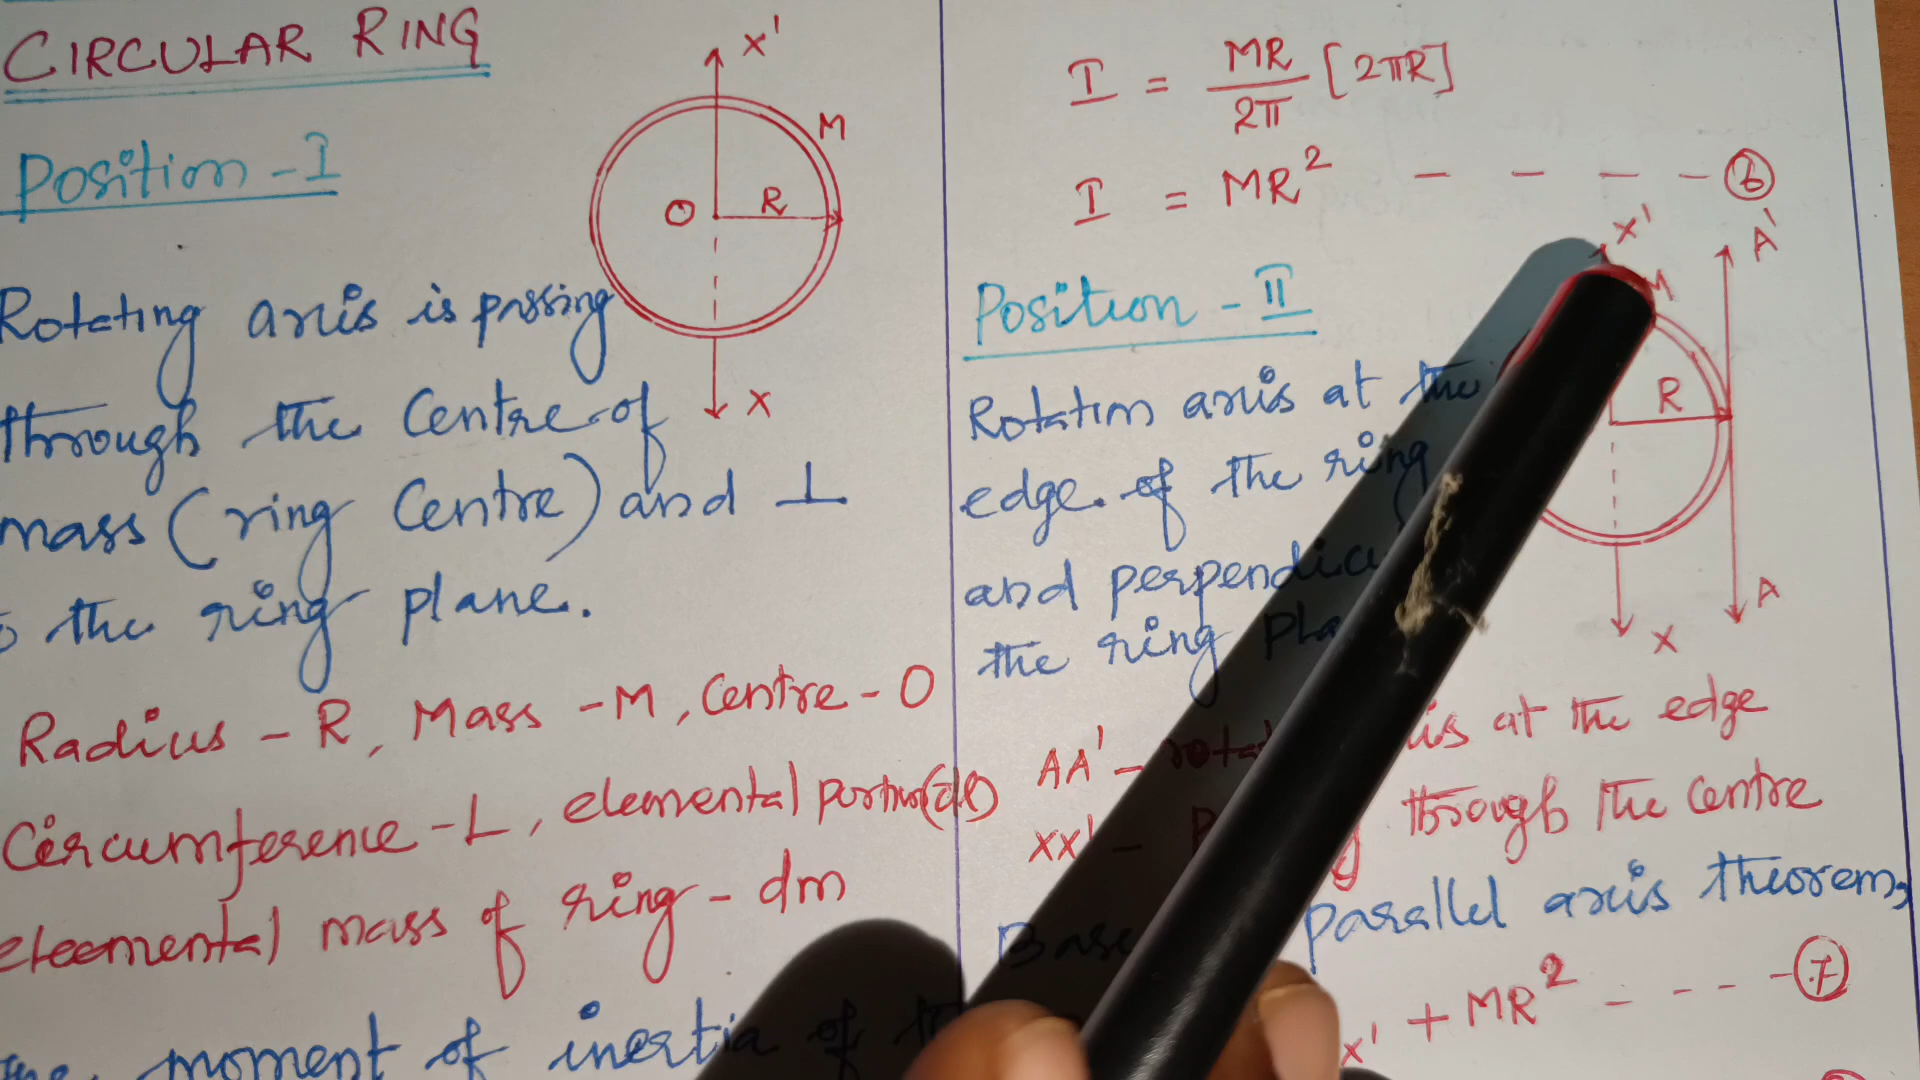 CIRCULAR RING
Position - I
X'
M
O
R
X
Rotating axis is passing
through the Centre of
mass (ring Centre) and ⊥
the ring plane.
Radius - R, Mass - M, Centre - O
Circumference - L, elemental portion (dl)
eleemental mass of ring - dm
moment of inertia of
I = MR/2π [2πR]
I = MR² - - - - ⑥
Position - II
X'
A'
M
R
X
A
Rotation axis at the
edge of the ring
and
the ring
AA' - at the edge
XX' - through the centre
parallel axis theorem,
X' + MR² - - - - ⑦